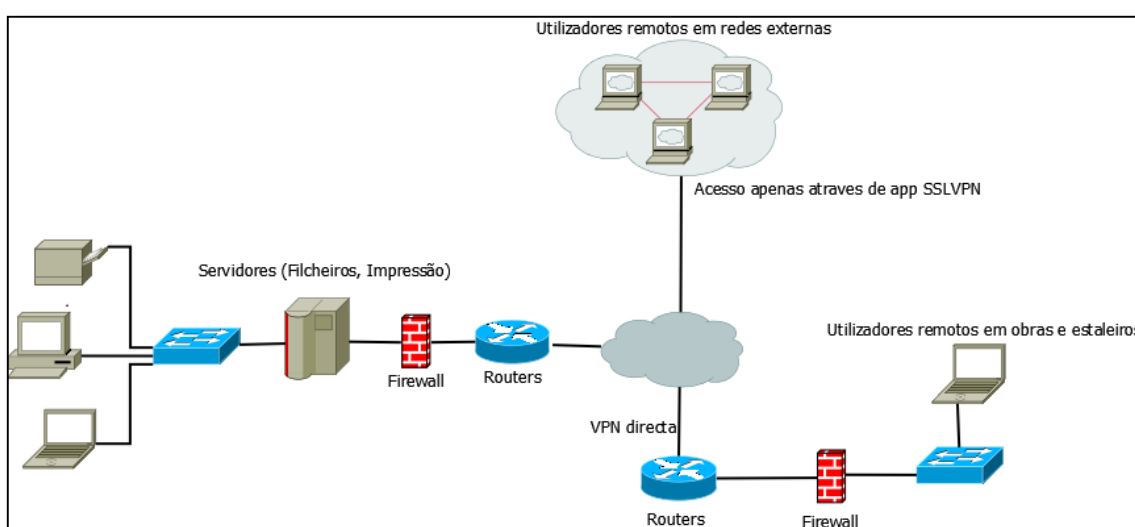 Utilizadores remotos em redes externas
Acesso apenas atraves de app SSLVPN
Servidores (Filcheiros, Impressão)
Utilizadores remotos em obras e estaleiros
Firewall
Routers
VPN directa
Routers
Firewall